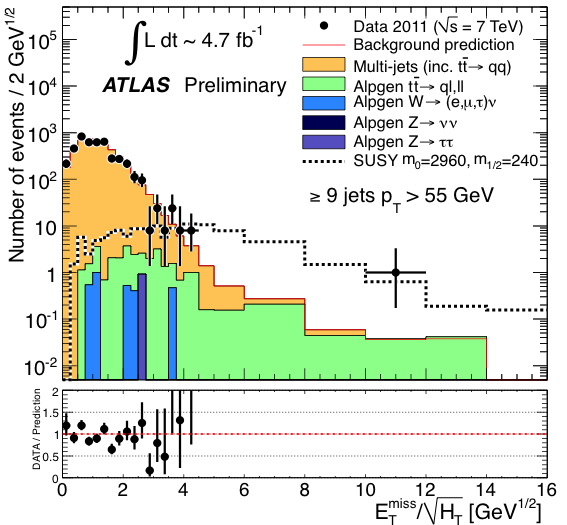 ∫L dt ~ 4.7 fb⁻¹
ATLAS Preliminary
Data 2011 (√s = 7 TeV)
Background prediction
Multi-jets (inc. tt̄→ qq)
Alpgen tt̄→ ql,ll
Alpgen W→ (e,μ,τ)ν
Alpgen Z→ νν
Alpgen Z→ ττ
SUSY m₀=2960, m₁/₂=240
≥ 9 jets p_T > 55 GeV
Number of events / 2 GeV^1/2
10⁵
10⁴
10³
10²
10
1
10⁻¹
10⁻²
DATA / Prediction
2
1.5
1
0.5
0
0 2 4 6 8 10 12 14 16
E_T^miss/√H_T [GeV^1/2]